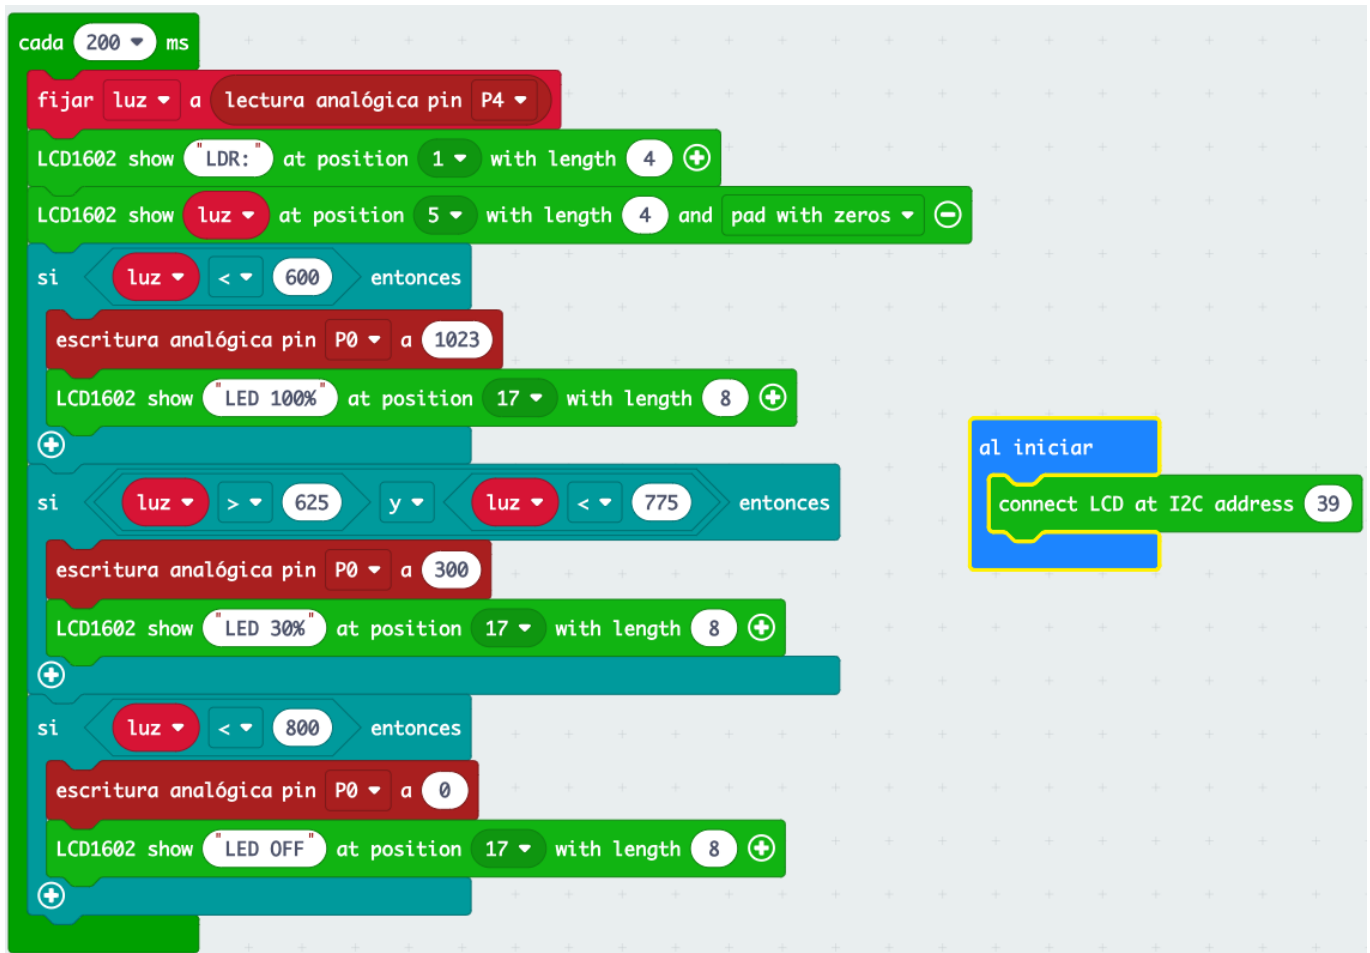 cada 200 ms
fijar luz a lectura analógica pin P4
LCD1602 show "LDR:" at position 1 with length 4
LCD1602 show luz at position 5 with length 4 and pad with zeros
si luz < 600 entonces
escritura analógica pin P0 a 1023
LCD1602 show "LED 100%" at position 17 with length 8
si luz > 625 y luz < 775 entonces
escritura analógica pin P0 a 300
LCD1602 show "LED 30%" at position 17 with length 8
si luz < 800 entonces
escritura analógica pin P0 a 0
LCD1602 show "LED OFF" at position 17 with length 8
al iniciar
connect LCD at I2C address 39